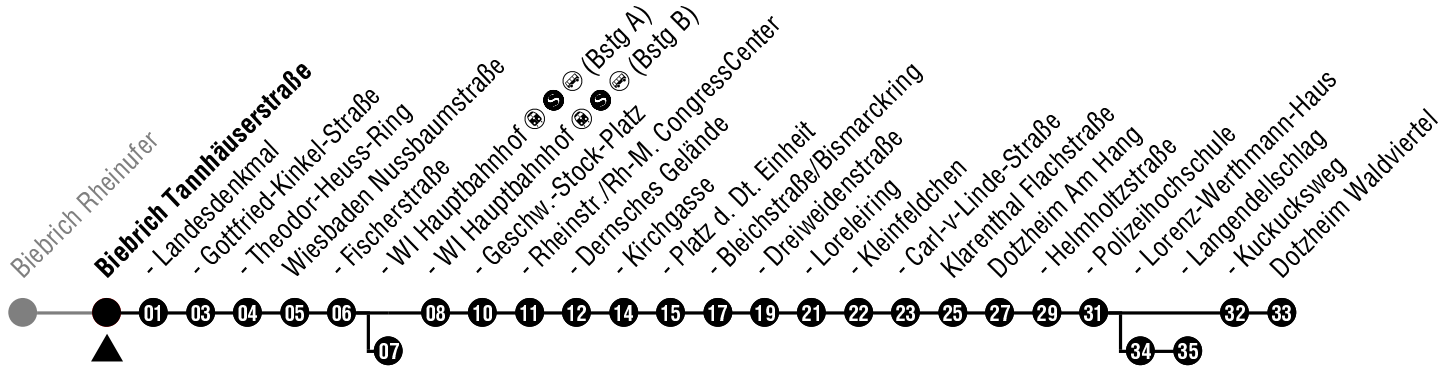 Biebrich Rheinufer
Biebrich Tannhäuserstraße
- Landesdenkmal
- Gottfried-Kinkel-Straße
- Theodor-Heuss-Ring
Wiesbaden Nussbaumstraße
- Fischerstraße
- WI Hauptbahnhof S (Bstg A)
- WI Hauptbahnhof S (Bstg B)
- Geschw.-Stock-Platz
- Rheinstr./Rh-M. CongressCenter
- Dernsches Gelände
- Kirchgasse
- Platz d. Dt. Einheit
- Bleichstraße/Bismarckring
- Dreiweidenstraße
- Loreleiring
- Kleinfeldchen
- Carl-v-Linde-Straße
Klarenthal Flachstraße
Dotzheim Am Hang
- Helmholtzstraße
- Polizeihochschule
- Lorenz-Werthmann-Haus
- Langendellschlag
- Kuckucksweg
Dotzheim Waldviertel
01 03 04 05 06 08 10 11 12 14 15 17 19 21 22 23 25 27 29 31 32 33
07 34 35